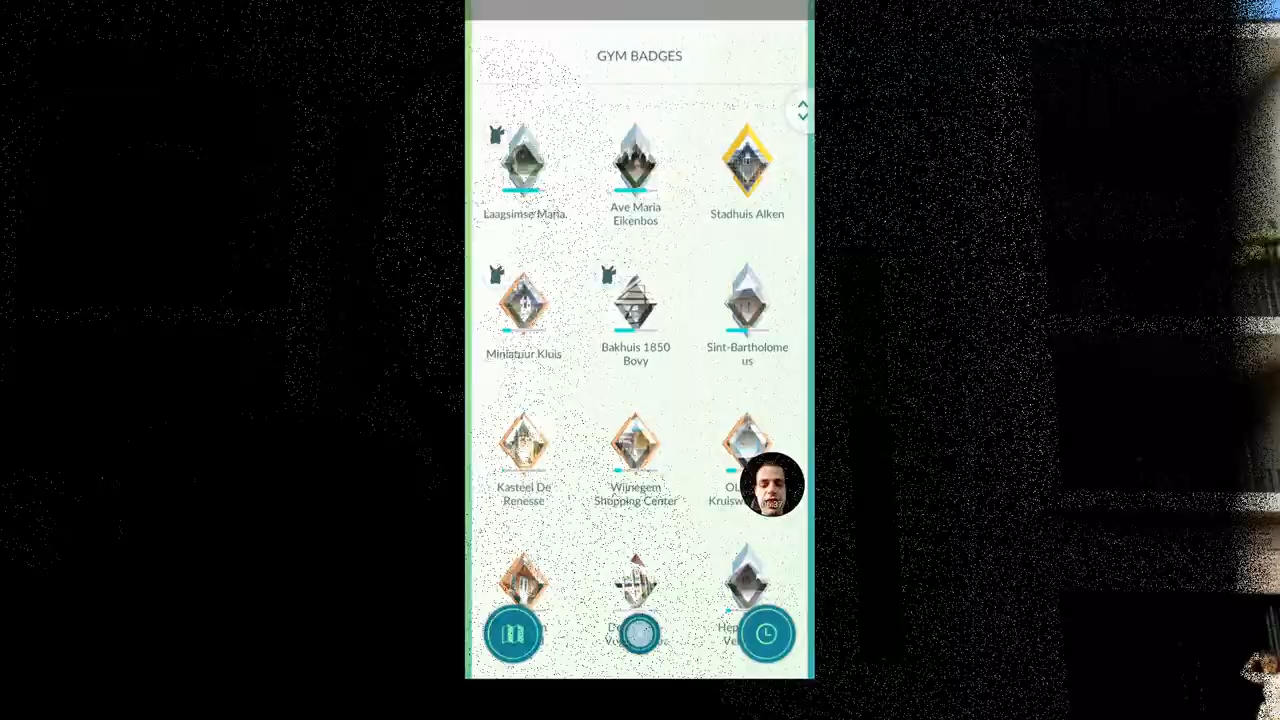 GYM BADGES
Laagsimse Maria.
Ave Maria
Eikenbos
Stadhuis Alken
Miniatuur Kluis
Bakhuis 1850
Bovy
Sint-Bartholome
us
Kasteel De
Renesse
Wijnegem
Shopping Center